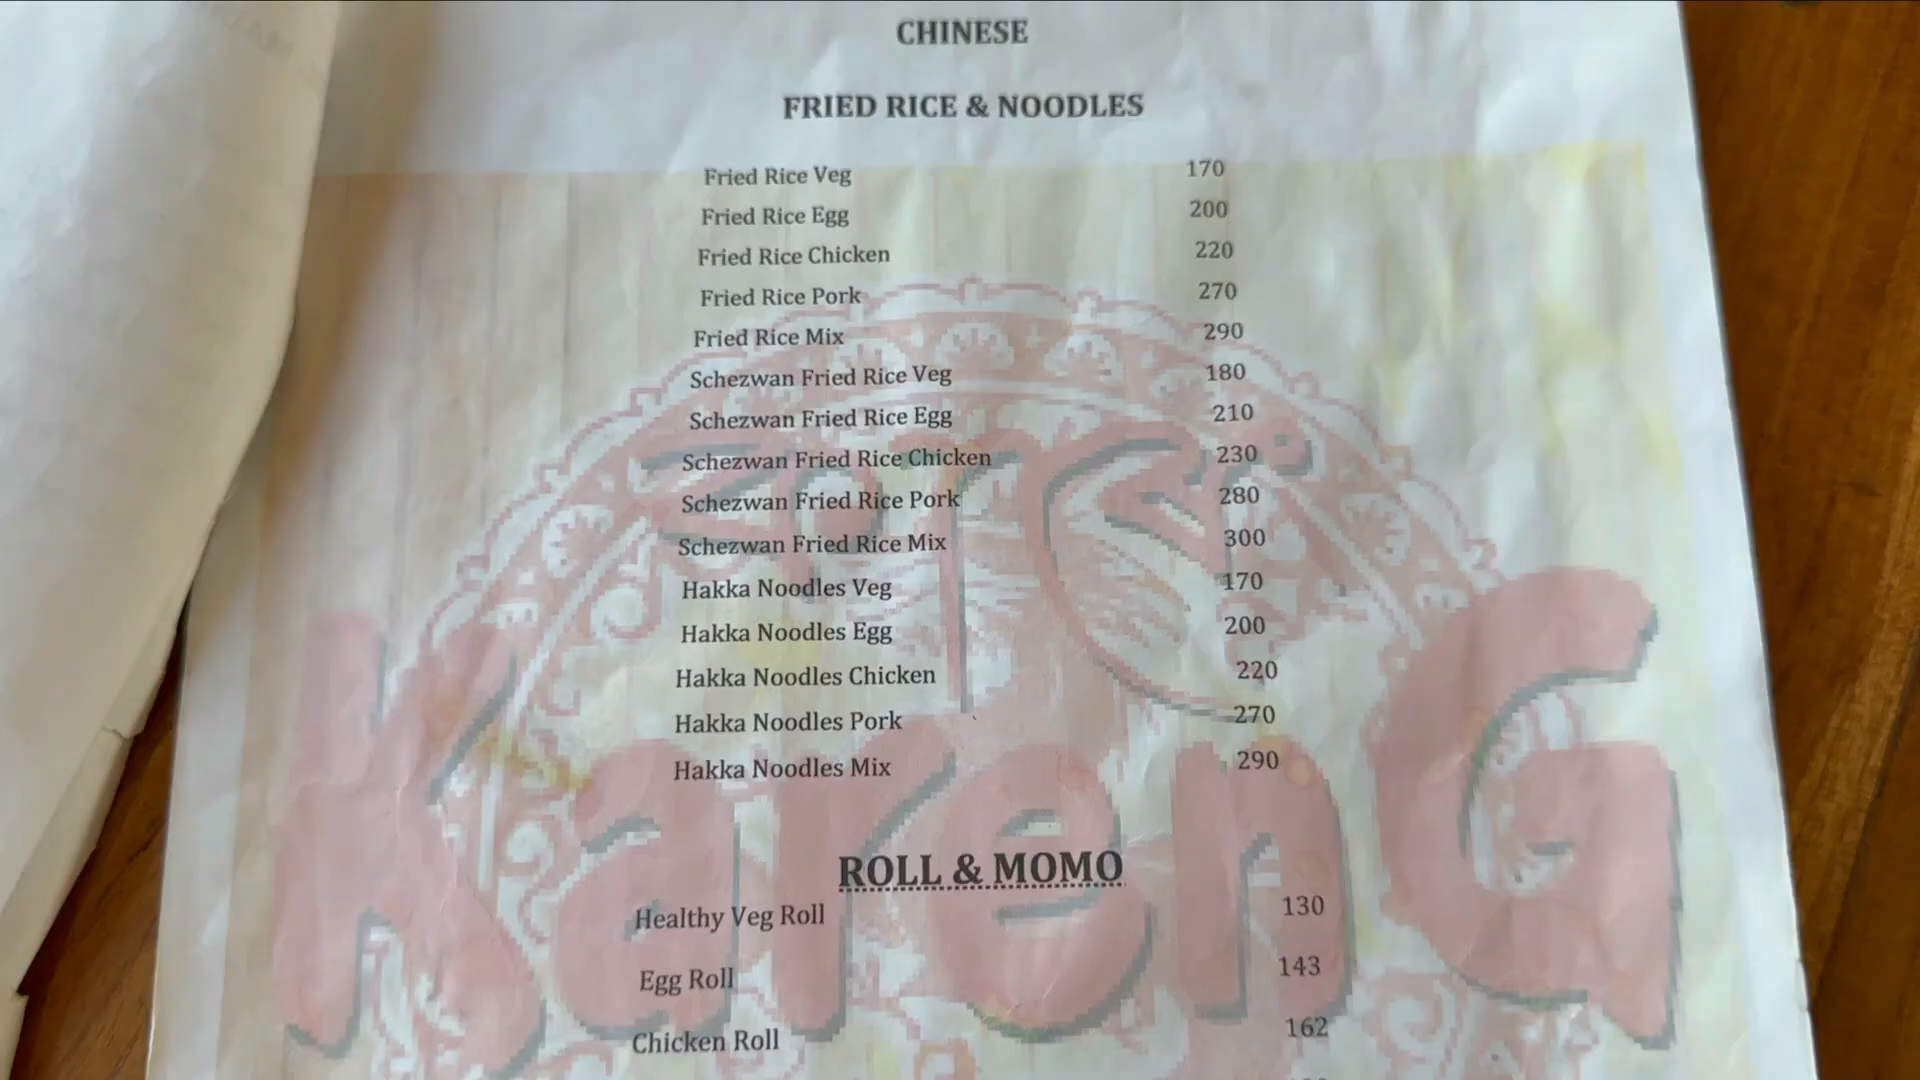 CHINESE
FRIED RICE & NOODLES
Fried Rice Veg 170
Fried Rice Egg 200
Fried Rice Chicken 220
Fried Rice Pork 270
Fried Rice Mix 290
Schezwan Fried Rice Veg 180
Schezwan Fried Rice Egg 210
Schezwan Fried Rice Chicken 230
Schezwan Fried Rice Pork 280
Schezwan Fried Rice Mix 300
Hakka Noodles Veg 170
Hakka Noodles Egg 200
Hakka Noodles Chicken 220
Hakka Noodles Pork 270
Hakka Noodles Mix 290
KarenG
ROLL & MOMO
Healthy Veg Roll 130
Egg Roll 143
Chicken Roll 162